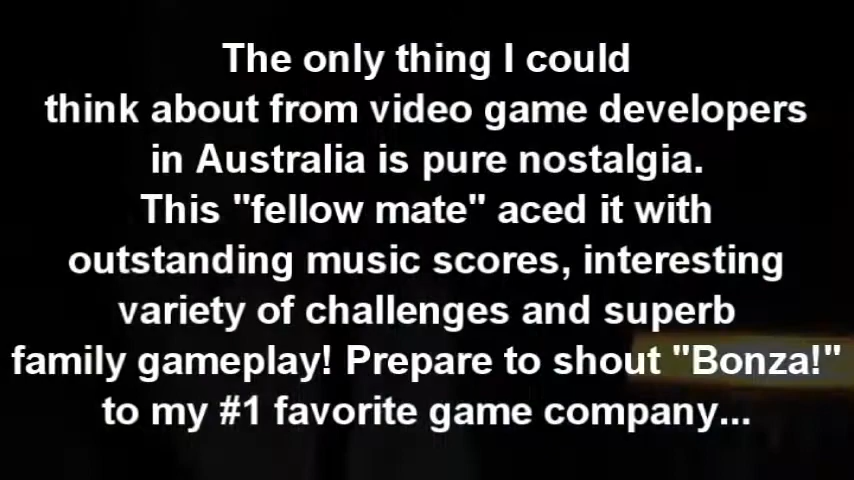 The only thing I could
think about from video game developers
in Australia is pure nostalgia.
This "fellow mate" aced it with
outstanding music scores, interesting
variety of challenges and superb
family gameplay! Prepare to shout "Bonza!"
to my #1 favorite game company...